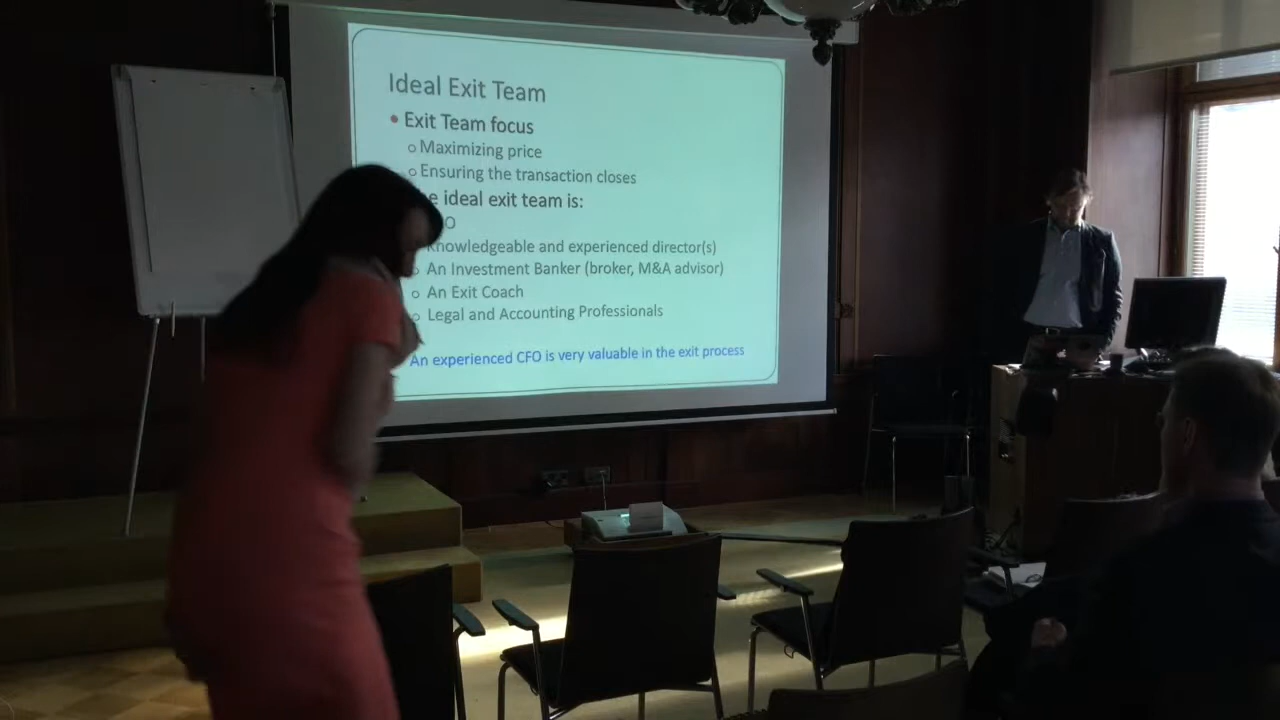 Ideal Exit Team
• Exit Team focus
o Maximizing price
o Ensuring the transaction closes
ideal exit team is:
Knowledgeable and experienced director(s)
o An Investment Banker (broker, M&A advisor)
o An Exit Coach
o Legal and Accounting Professionals
An experienced CFO is very valuable in the exit process